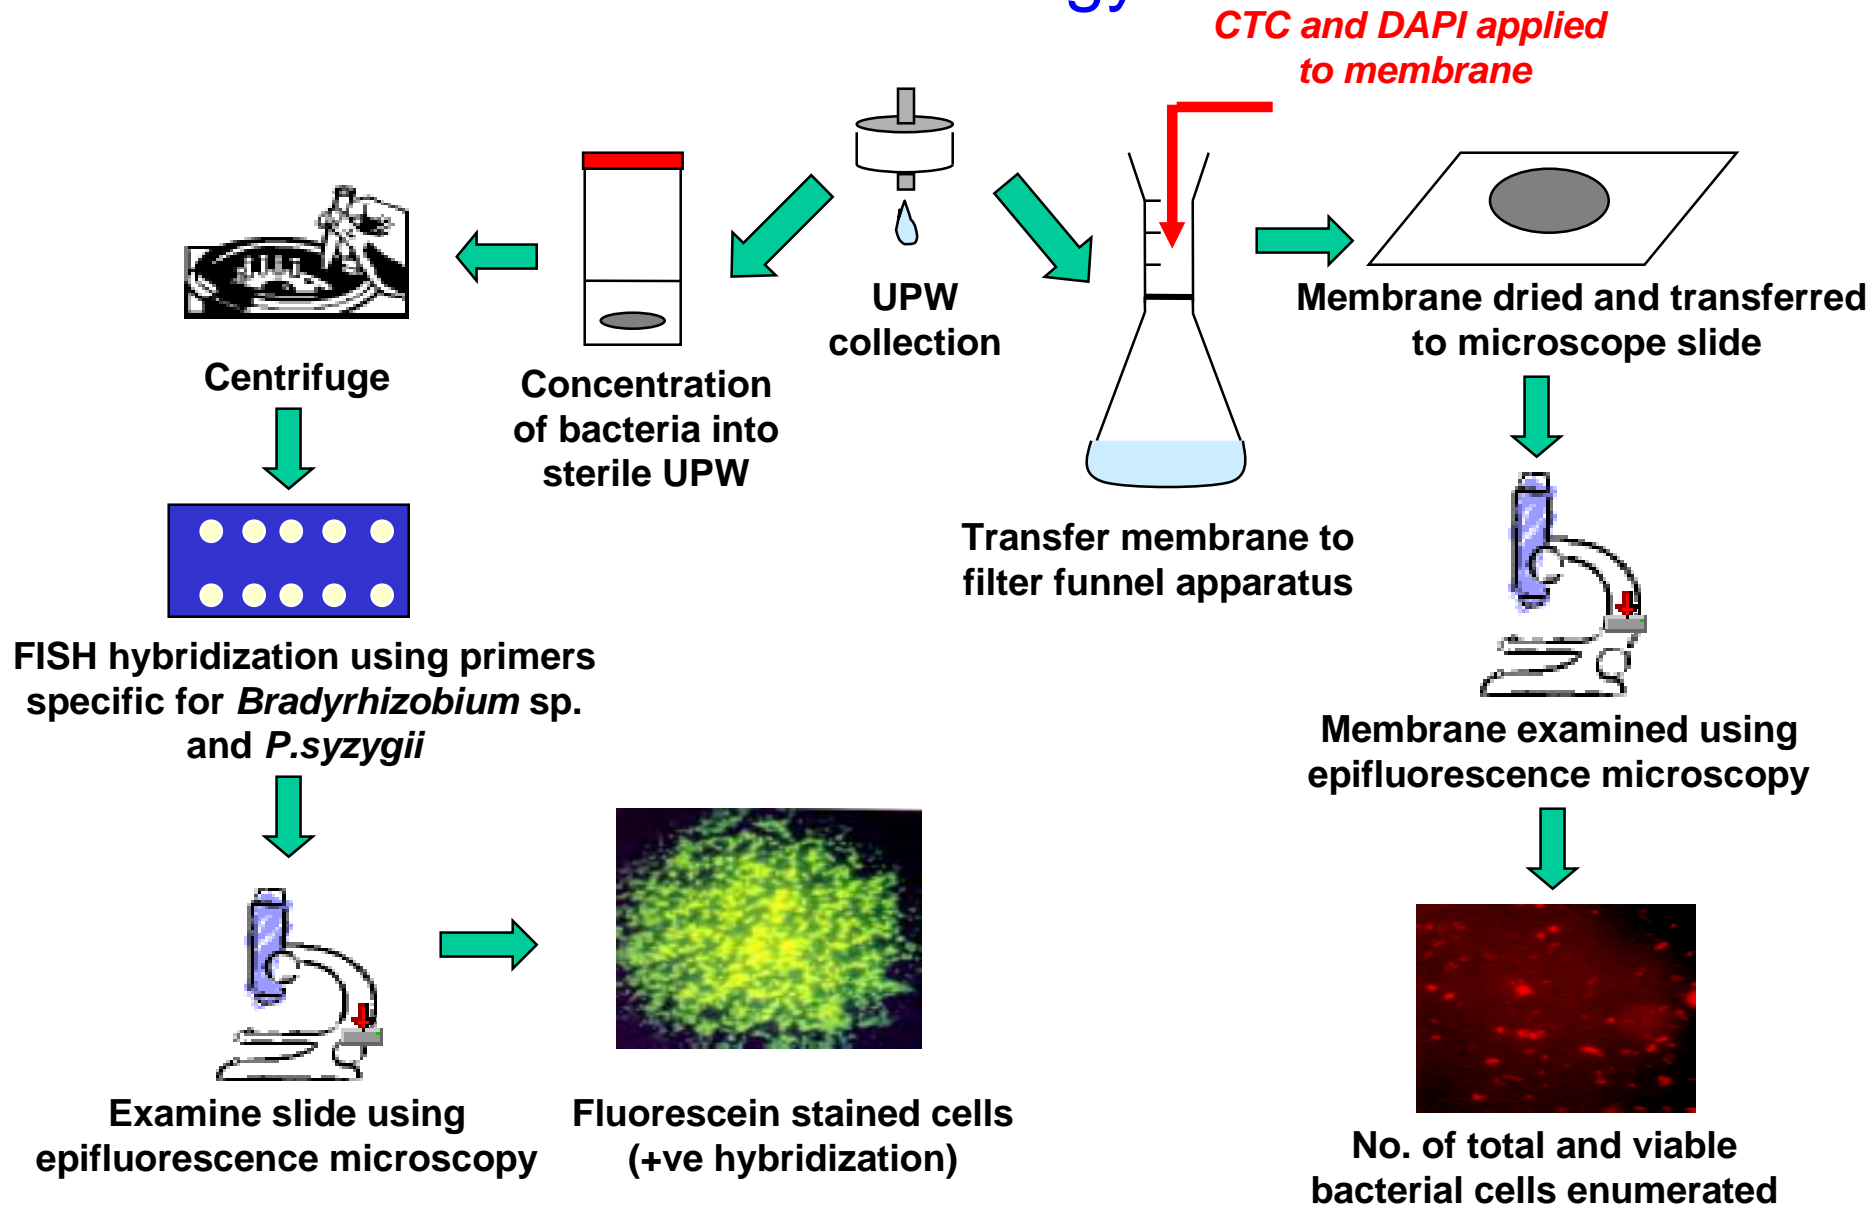 CTC and DAPI applied
to membrane
UPW
collection
Membrane dried and transferred
to microscope slide
Centrifuge
Concentration
of bacteria into
sterile UPW
Transfer membrane to
filter funnel apparatus
FISH hybridization using primers
specific for Bradyrhizobium sp.
and P.syzygii
Membrane examined using
epifluorescence microscopy
Examine slide using
epifluorescence microscopy
Fluorescein stained cells
(+ve hybridization)
No. of total and viable
bacterial cells enumerated